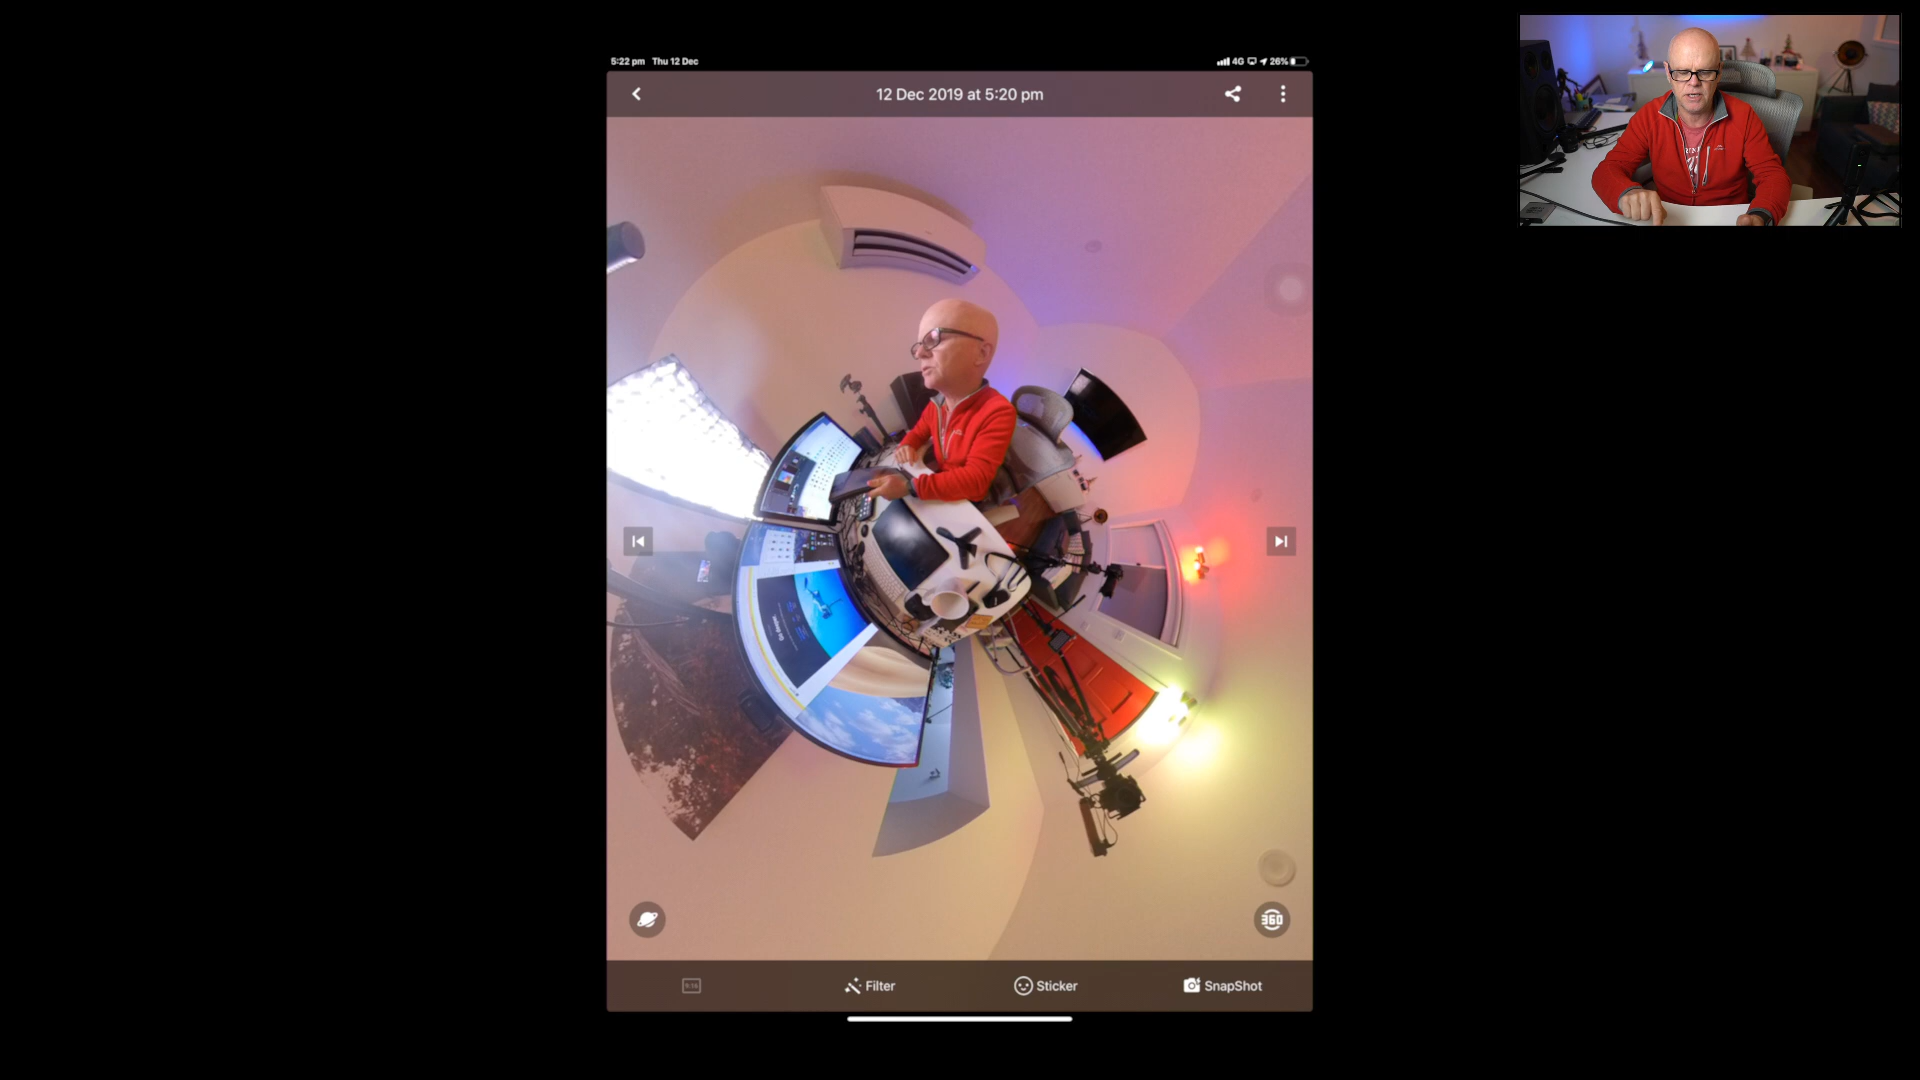 5:22 pm Thu 12 Dec
4G 26%
12 Dec 2019 at 5:20 pm
360
Filter
Sticker
SnapShot